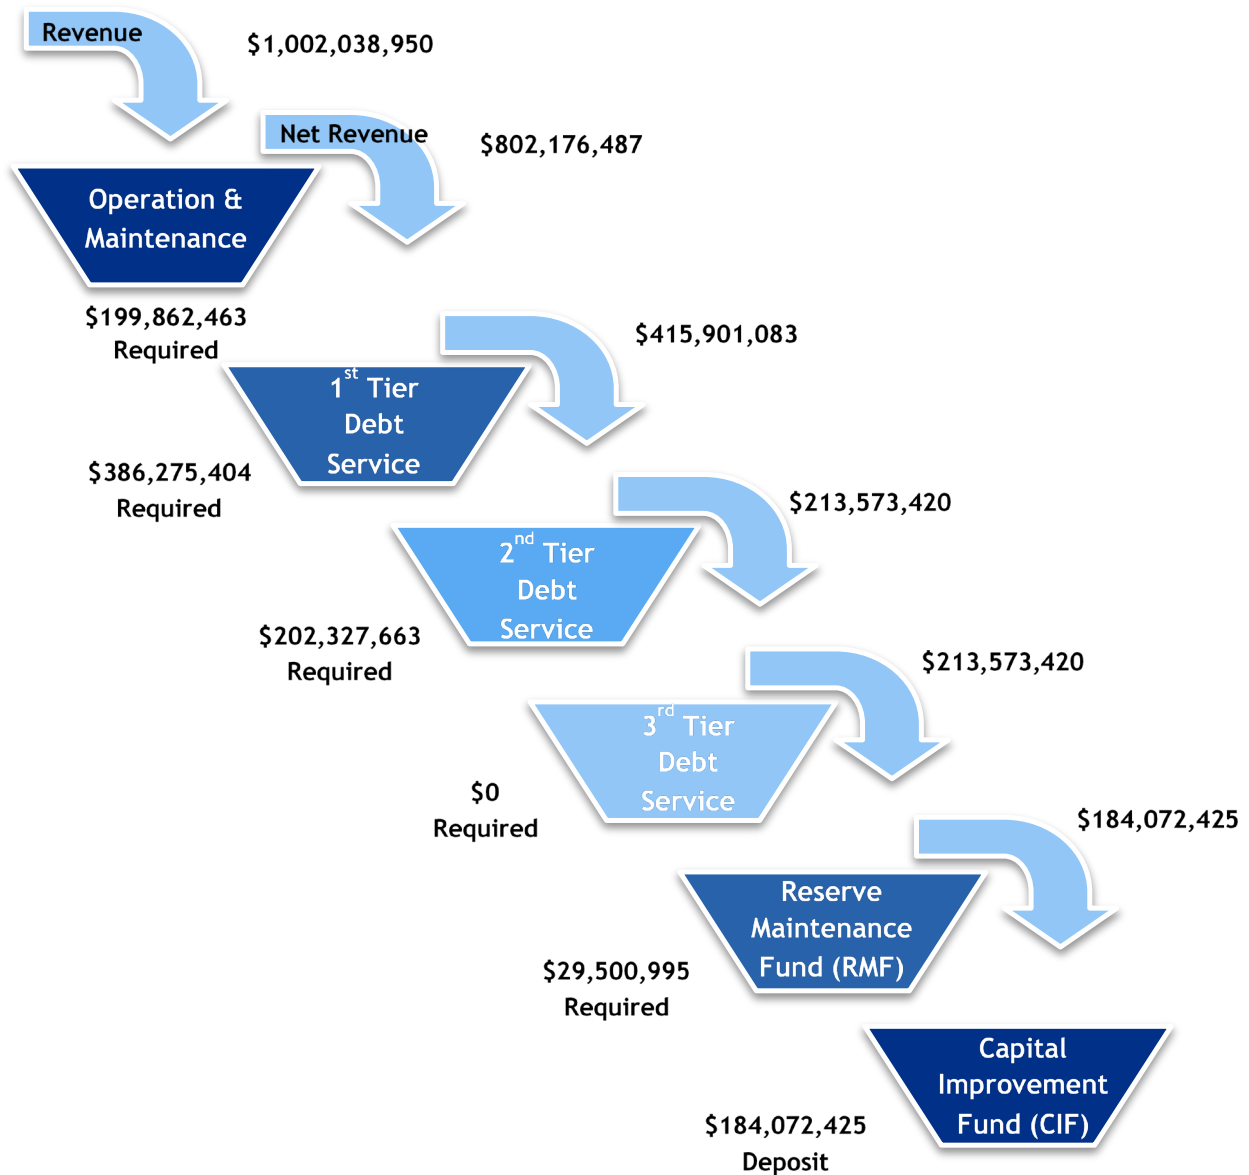 Revenue
$1,002,038,950
Net Revenue
$802,176,487
Operation &
Maintenance
$199,862,463
Required
$415,901,083
1st Tier
Debt
Service
$386,275,404
Required
$213,573,420
2nd Tier
Debt
Service
$202,327,663
Required
$213,573,420
3rd Tier
Debt
Service
$0
Required
$184,072,425
Reserve
Maintenance
Fund (RMF)
$29,500,995
Required
Capital
Improvement
Fund (CIF)
$184,072,425
Deposit